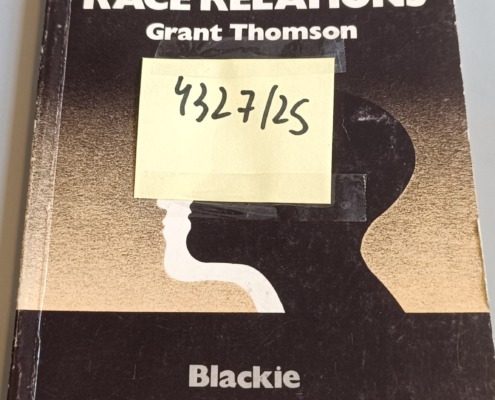 RACE RELATIONS
Grant Thomson
4327/25
Blackie